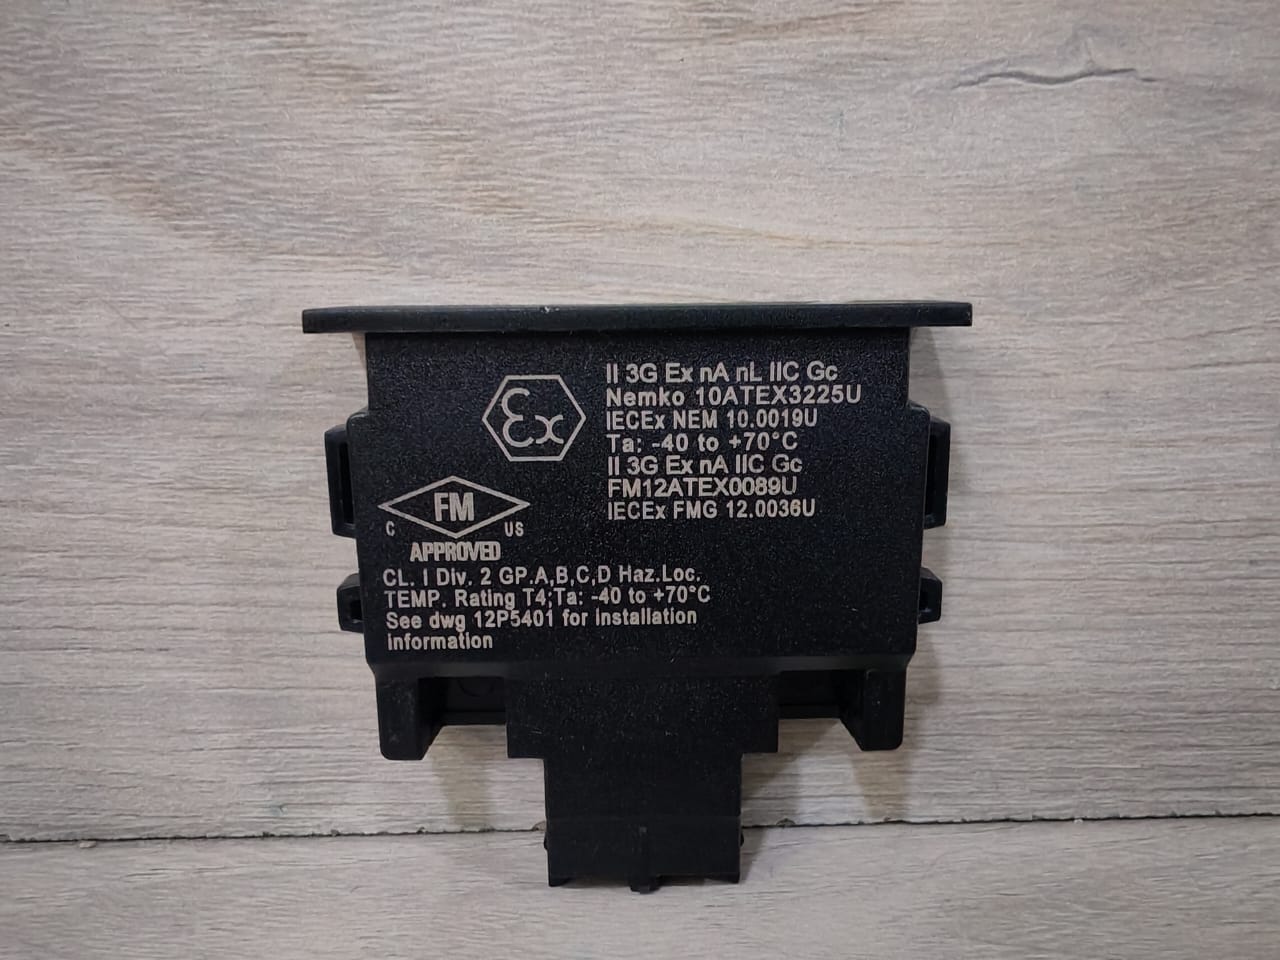 II 3G Ex nA nL IIC Gc
Nemko 10ATEX3225U
IECEx NEM 10.0019U
Ta: -40 to +70°C
II 3G Ex nA IIC Gc
FM12ATEX0089U
IECEx FMG 12.0036U
Ex
FM
C US
APPROVED
CL. I Div. 2 GP.A,B,C,D Haz.Loc.
TEMP. Rating T4;Ta: -40 to +70°C
See dwg 12P5401 for installation
information